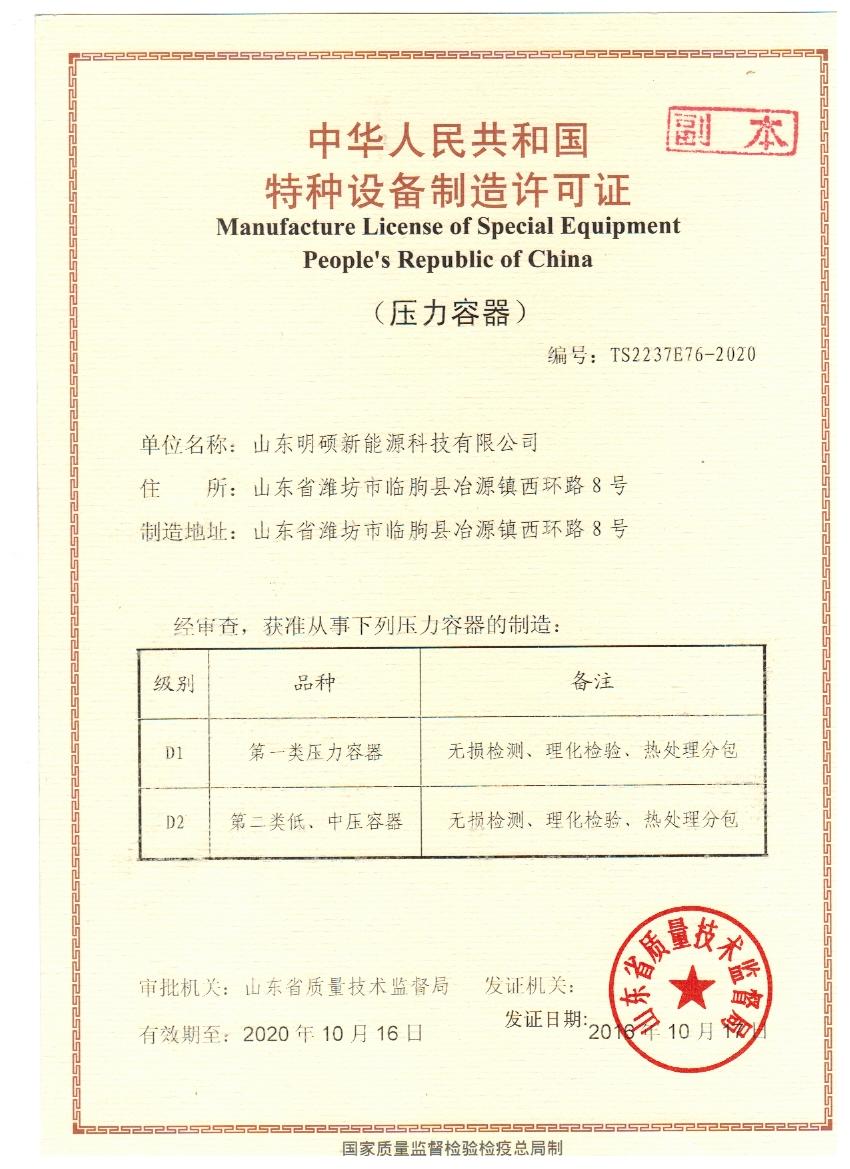 副 本
中华人民共和国
特种设备制造许可证
Manufacture License of Special Equipment
People's Republic of China
（压力容器）
编号：TS2237E76-2020
单位名称：山东明硕新能源科技有限公司
住 所：山东省潍坊市临朐县冶源镇西环路 8 号
制造地址：山东省潍坊市临朐县冶源镇西环路 8 号
经审查，获准从事下列压力容器的制造：
级别 品种 备注
D1 第一类压力容器 无损检测、理化检验、热处理分包
D2 第二类低、中压容器 无损检测、理化检验、热处理分包
山东省质量技术监督局
审批机关：山东省质量技术监督局 发证机关：
有效期至：2020 年 10 月 16 日 发证日期：2016 年 10 月 日
国家质量监督检验检疫总局制